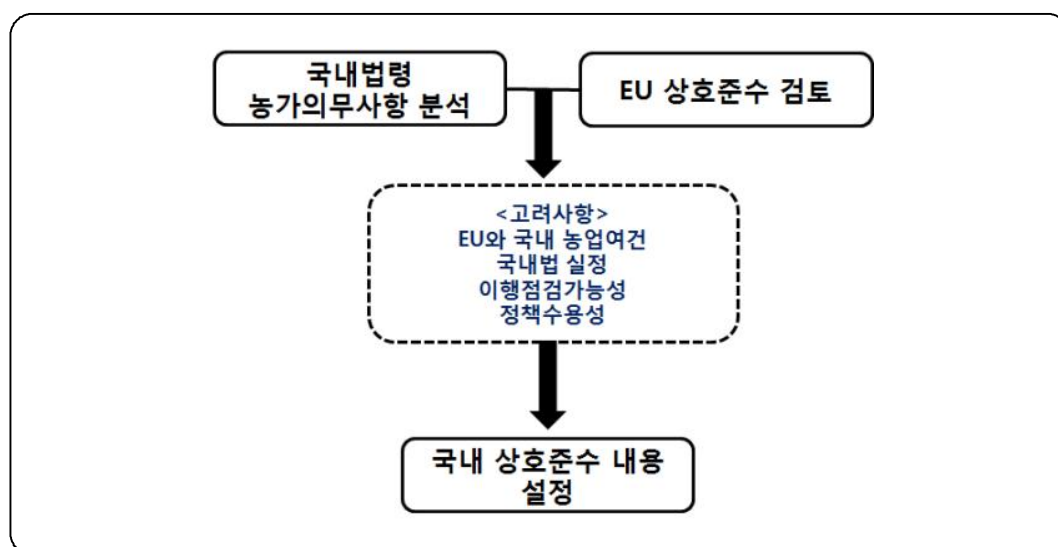 국내법령
농가의무사항 분석
EU 상호준수 검토
<고려사항>
EU와 국내 농업여건
국내법 실정
이행점검가능성
정책수용성
국내 상호준수 내용
설정